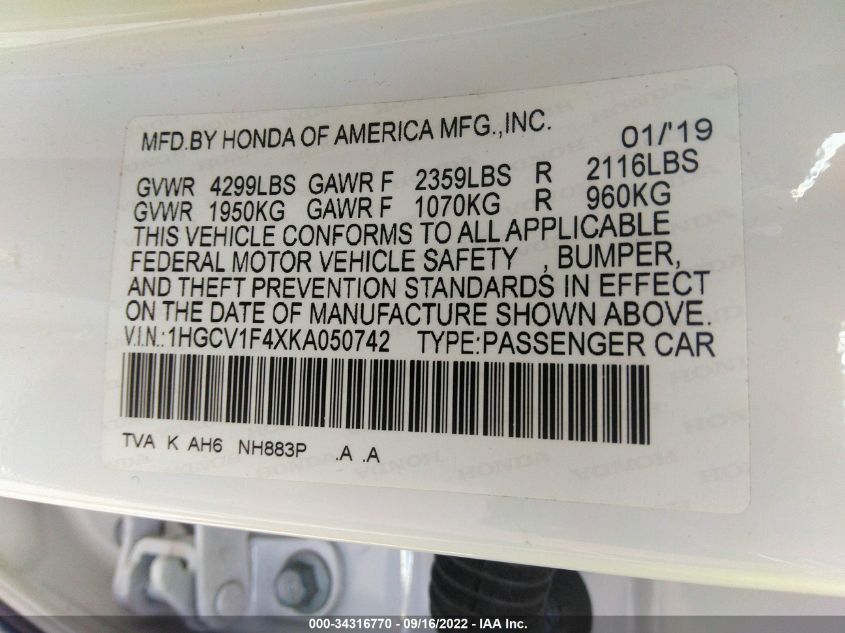 MFD.BY HONDA OF AMERICA MFG.,INC. 01/'19
GVWR 4299LBS GAWR F 2359LBS R 2116LBS
GVWR 1950KG GAWR F 1070KG R 960KG
THIS VEHICLE CONFORMS TO ALL APPLICABLE
FEDERAL MOTOR VEHICLE SAFETY , BUMPER,
AND THEFT PREVENTION STANDARDS IN EFFECT
ON THE DATE OF MANUFACTURE SHOWN ABOVE.
V.I.N.:1HGCV1F4XKA050742 TYPE:PASSENGER CAR
TVA K AH6 NH883P .A .A
000-34316770 - 09/16/2022 - IAA Inc.